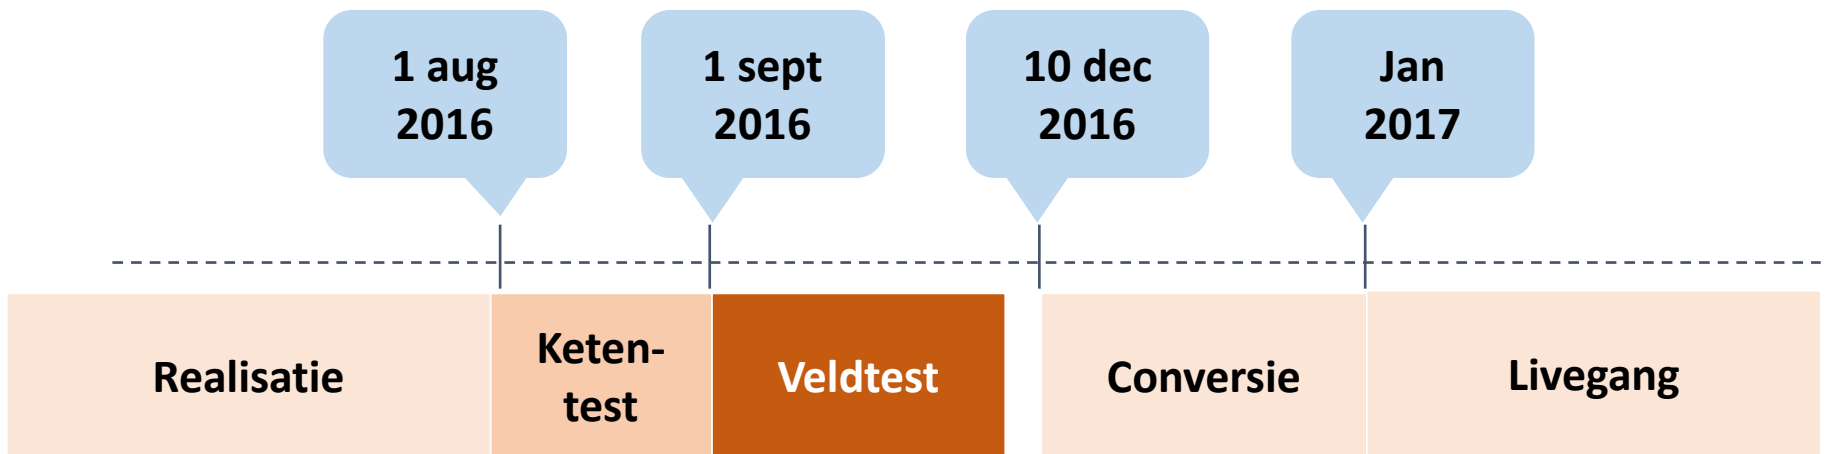 1 aug
2016
1 sept
2016
10 dec
2016
Jan
2017
Realisatie
Keten-
test
Veldtest
Conversie
Livegang